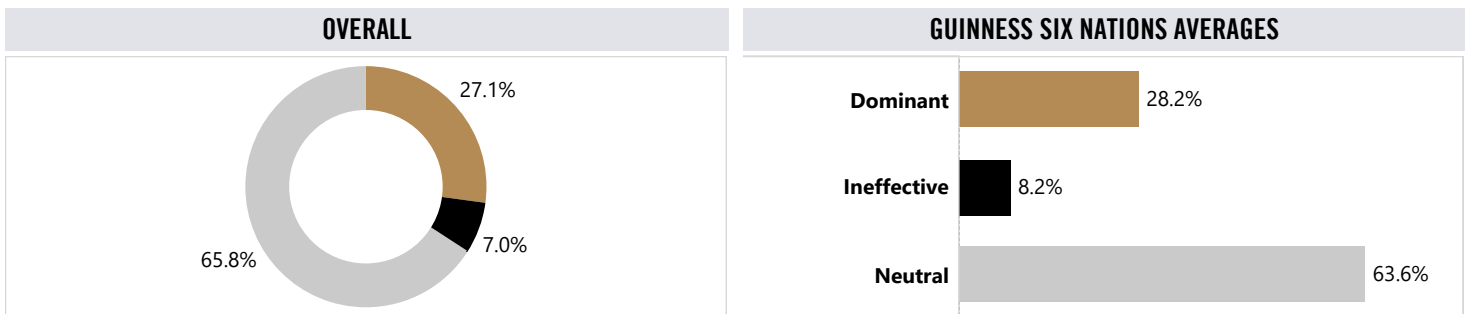 OVERALL
27.1%
7.0%
65.8%
GUINNESS SIX NATIONS AVERAGES
Dominant 28.2%
Ineffective 8.2%
Neutral 63.6%